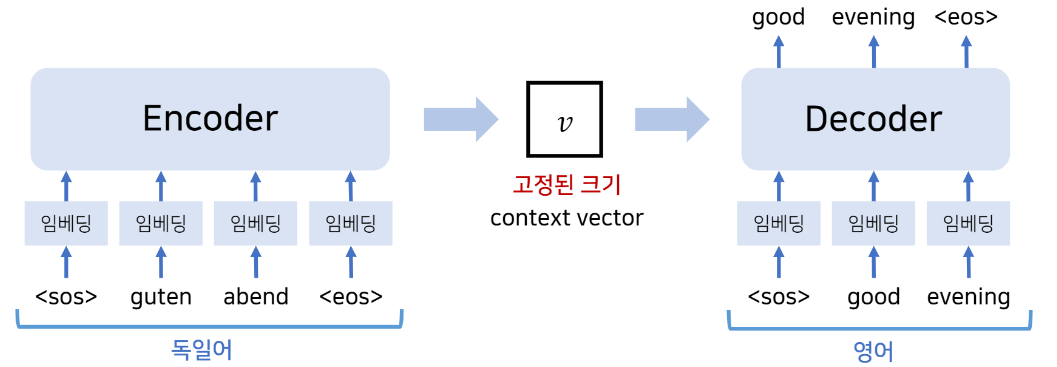 good evening <eos>
Encoder
v
Decoder
고정된 크기
context vector
임베딩 임베딩 임베딩 임베딩
임베딩 임베딩 임베딩
<sos> guten abend <eos>
<sos> good evening
독일어
영어